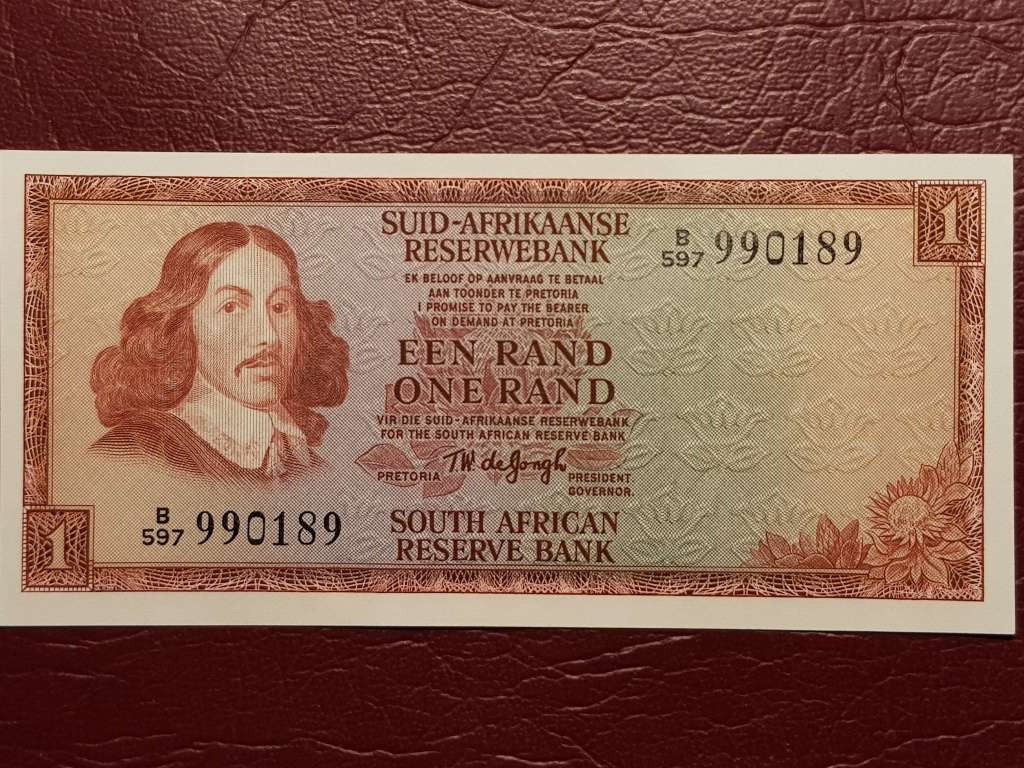 1
SUID-AFRIKAANSE
RESERWEBANK
B
597 990189
EK BELOOF OP AANVRAAG TE BETAAL
AAN TOONDER TE PRETORIA
I PROMISE TO PAY THE BEARER
ON DEMAND AT PRETORIA
EEN RAND
ONE RAND
VIR DIE SUID-AFRIKAANSE RESERWEBANK
FOR THE SOUTH AFRICAN RESERVE BANK
T.W. de Jongh
PRETORIA
PRESIDENT
GOVERNOR.
SOUTH AFRICAN
RESERVE BANK
B
597 990189
1